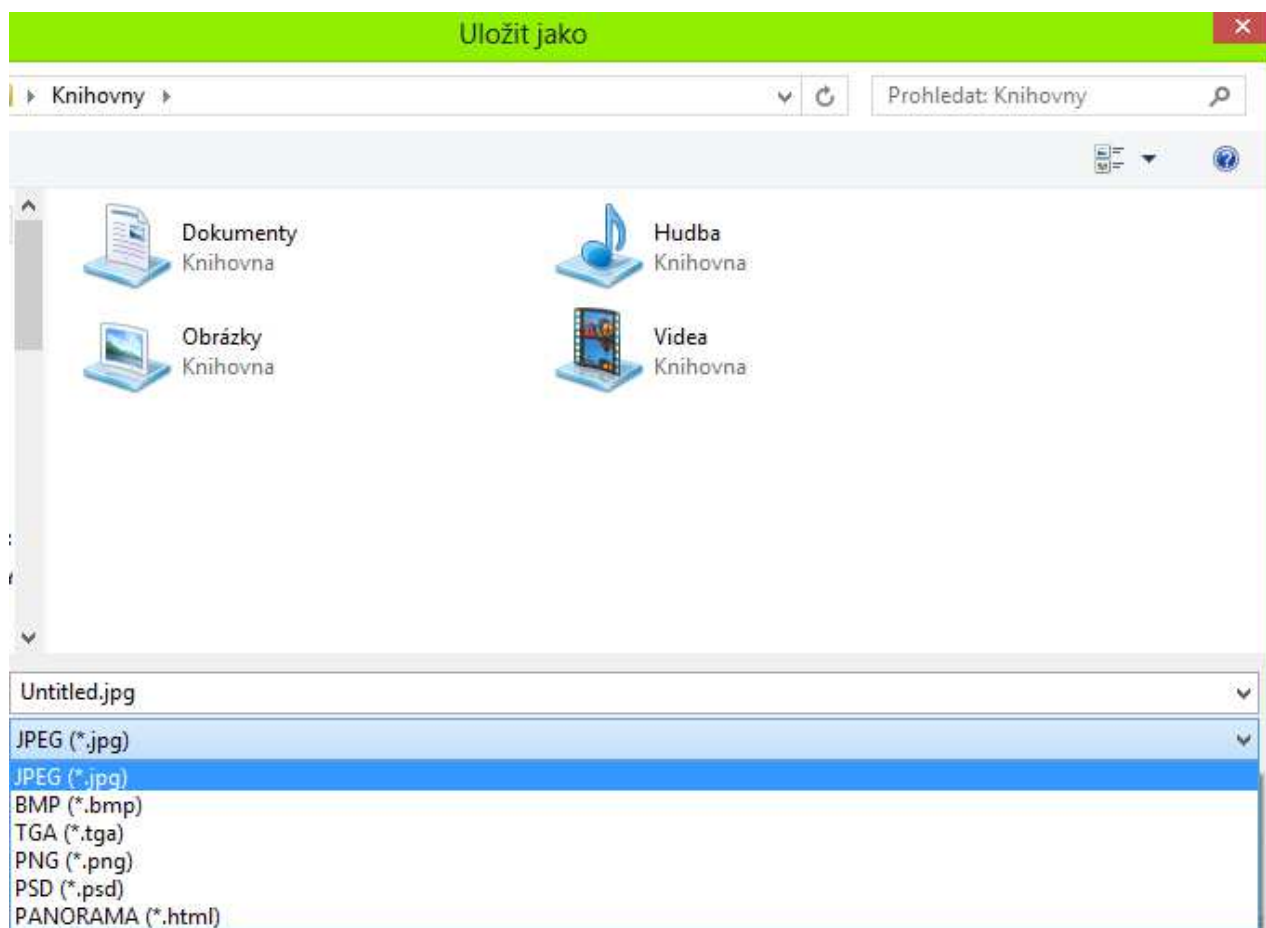 Uložit jako
Knihovny
Prohledat: Knihovny
Dokumenty
Knihovna
Hudba
Knihovna
Obrázky
Knihovna
Videa
Knihovna
Untitled.jpg
JPEG (*.jpg)
JPEG (*.jpg)
BMP (*.bmp)
TGA (*.tga)
PNG (*.png)
PSD (*.psd)
PANORAMA (*.html)